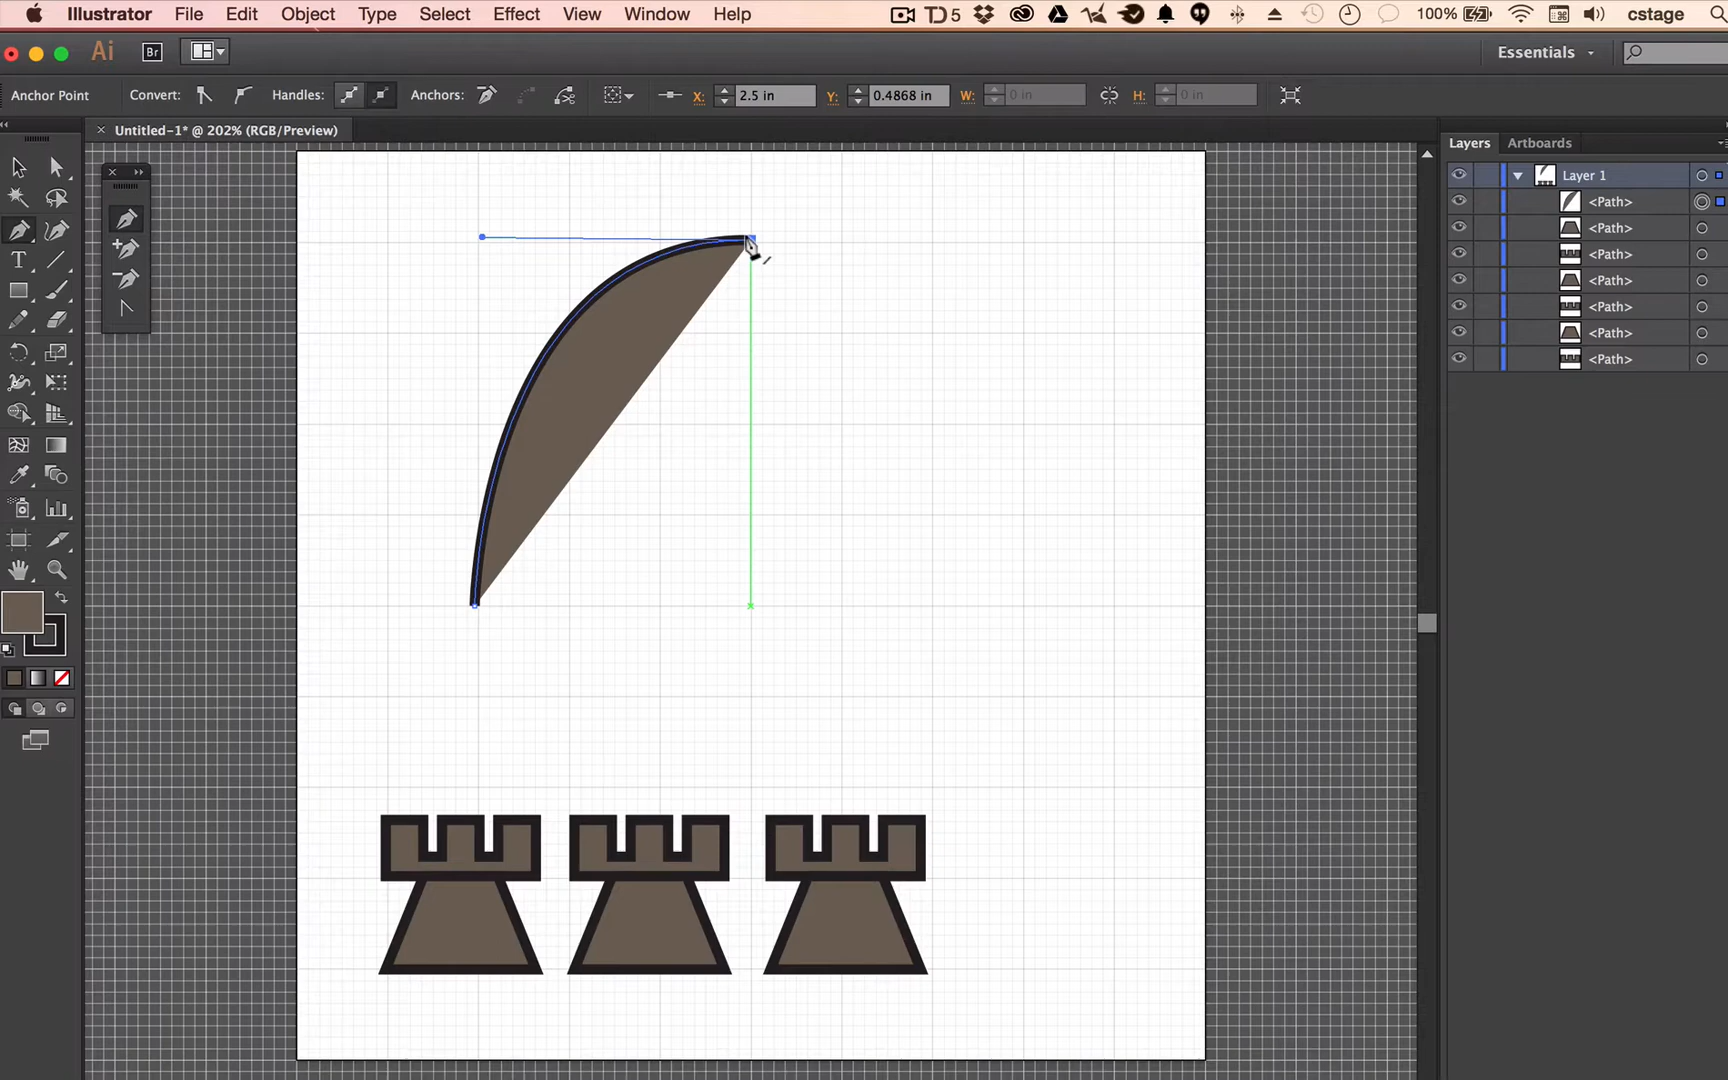 Illustrator File Edit Object Type Select Effect View Window Help 5 100% cstage
Ai Br Essentials
Anchor Point Convert: Handles: Anchors: X: 2.5 in Y: 0.4868 in W: 0 in H: 0 in
Untitled-1* @ 202% (RGB/Preview)
Layers Artboards
Layer 1
<Path>
<Path>
<Path>
<Path>
<Path>
<Path>
<Path>